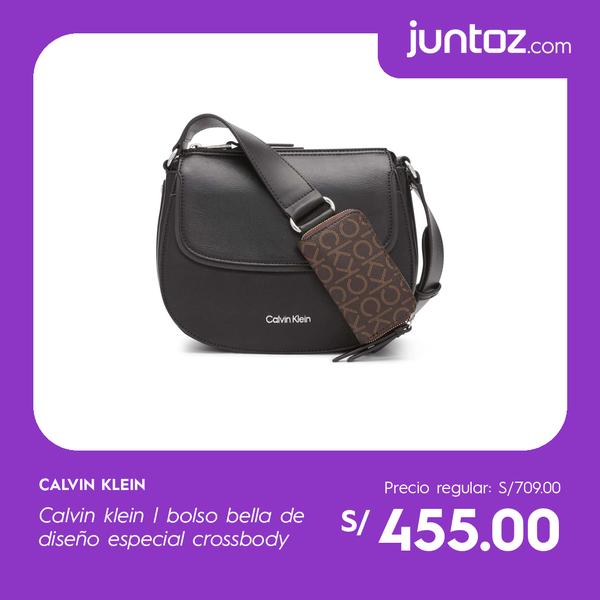 juntoz.com
Calvin Klein
CALVIN KLEIN
Calvin klein | bolso bella de
diseño especial crossbody
Precio regular: S/709.00
S/ 455.00